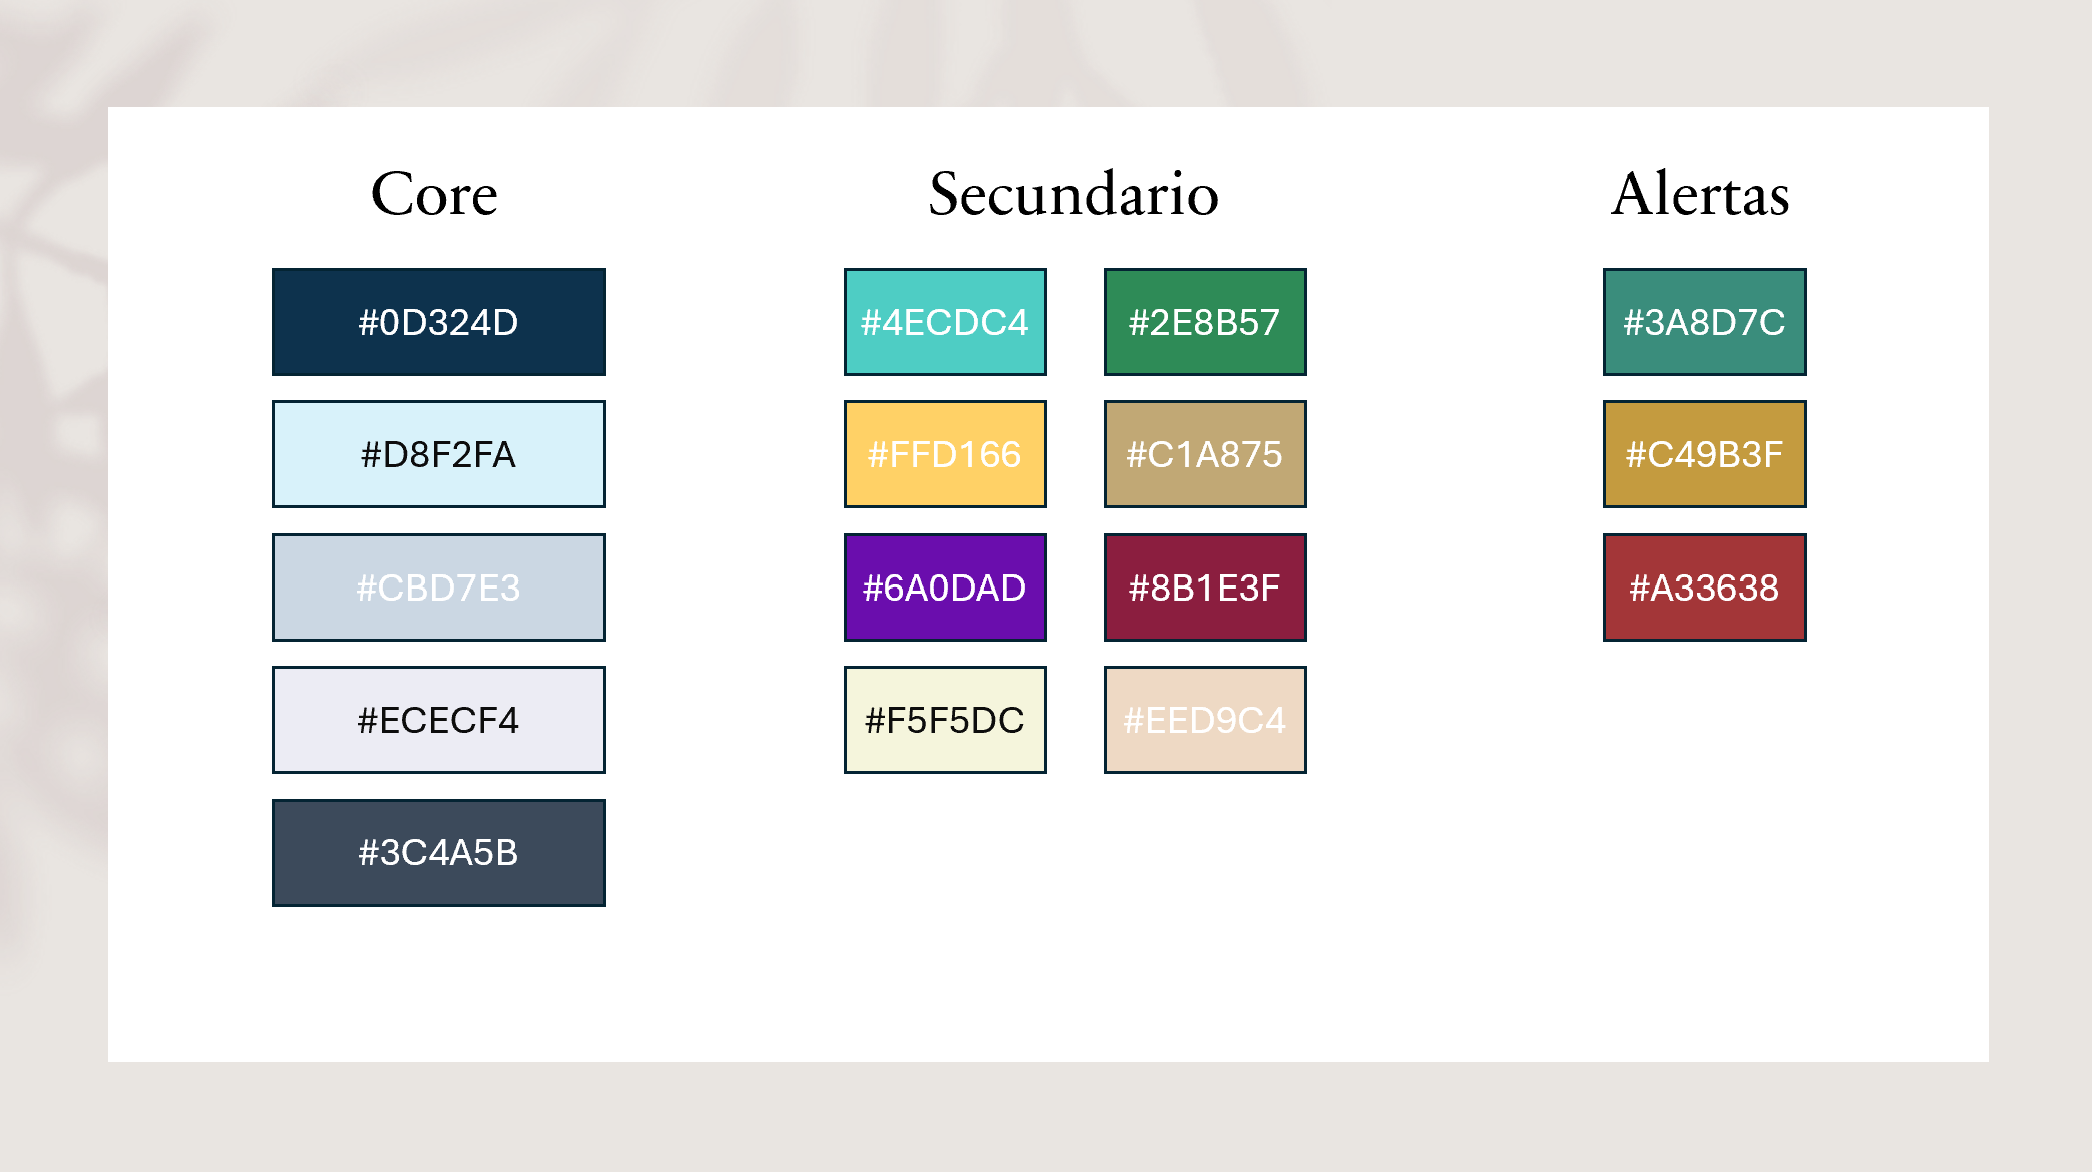 Core
#0D324D
#D8F2FA
#CBD7E3
#ECECF4
#3C4A5B
Secundario
#4ECDC4
#2E8B57
#FFD166
#C1A875
#6A0DAD
#8B1E3F
#F5F5DC
#EED9C4
Alertas
#3A8D7C
#C49B3F
#A33638